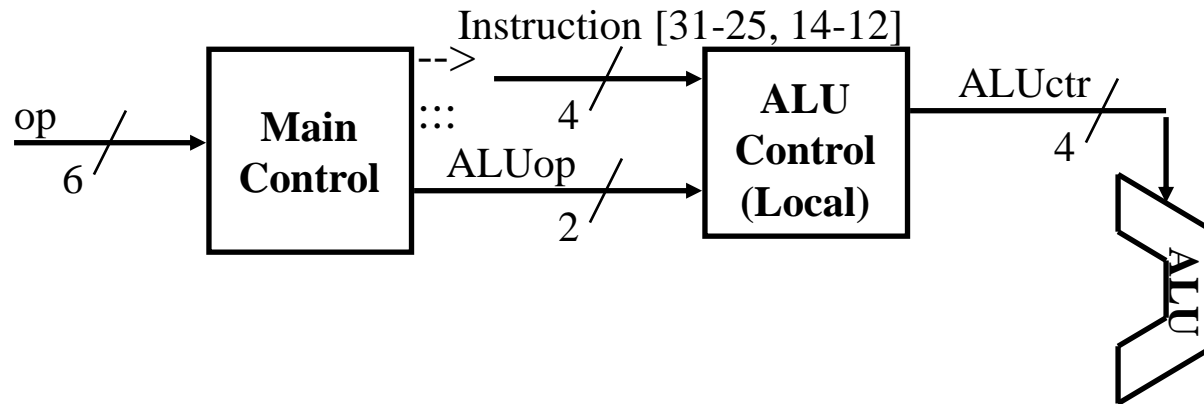 Instruction [31-25, 14-12]
-->
4
:::
op
6
Main
Control
ALUop
2
ALU
Control
(Local)
ALUctr
4
ALU